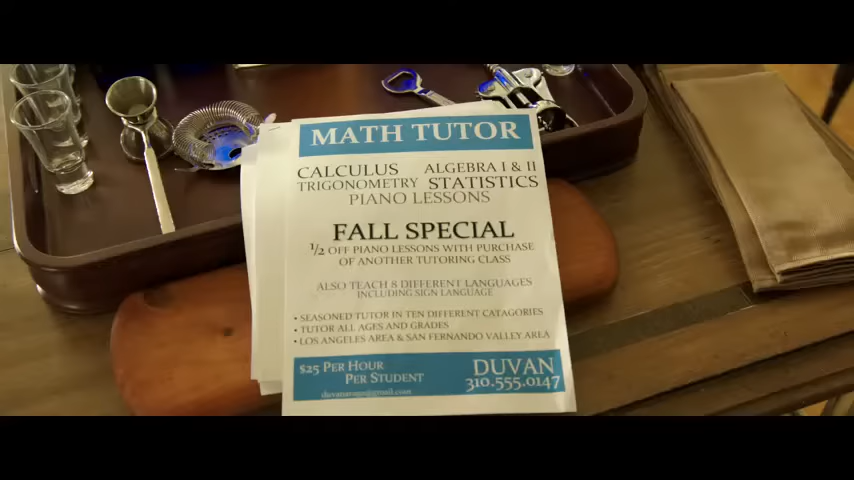 MATH TUTOR
CALCULUS ALGEBRA I & II
TRIGONOMETRY STATISTICS
PIANO LESSONS
FALL SPECIAL
1/2 OFF PIANO LESSONS WITH PURCHASE
OF ANOTHER TUTORING CLASS
ALSO TEACH 8 DIFFERENT LANGUAGES
INCLUDING SIGN LANGUAGE
• SEASONED TUTOR IN TEN DIFFERENT CATAGORIES
• TUTOR ALL AGES AND GRADES
• LOS ANGELES AREA & SAN FERNANDO VALLEY AREA
$25 PER HOUR
PER STUDENT
DUVAN
310.555.0147